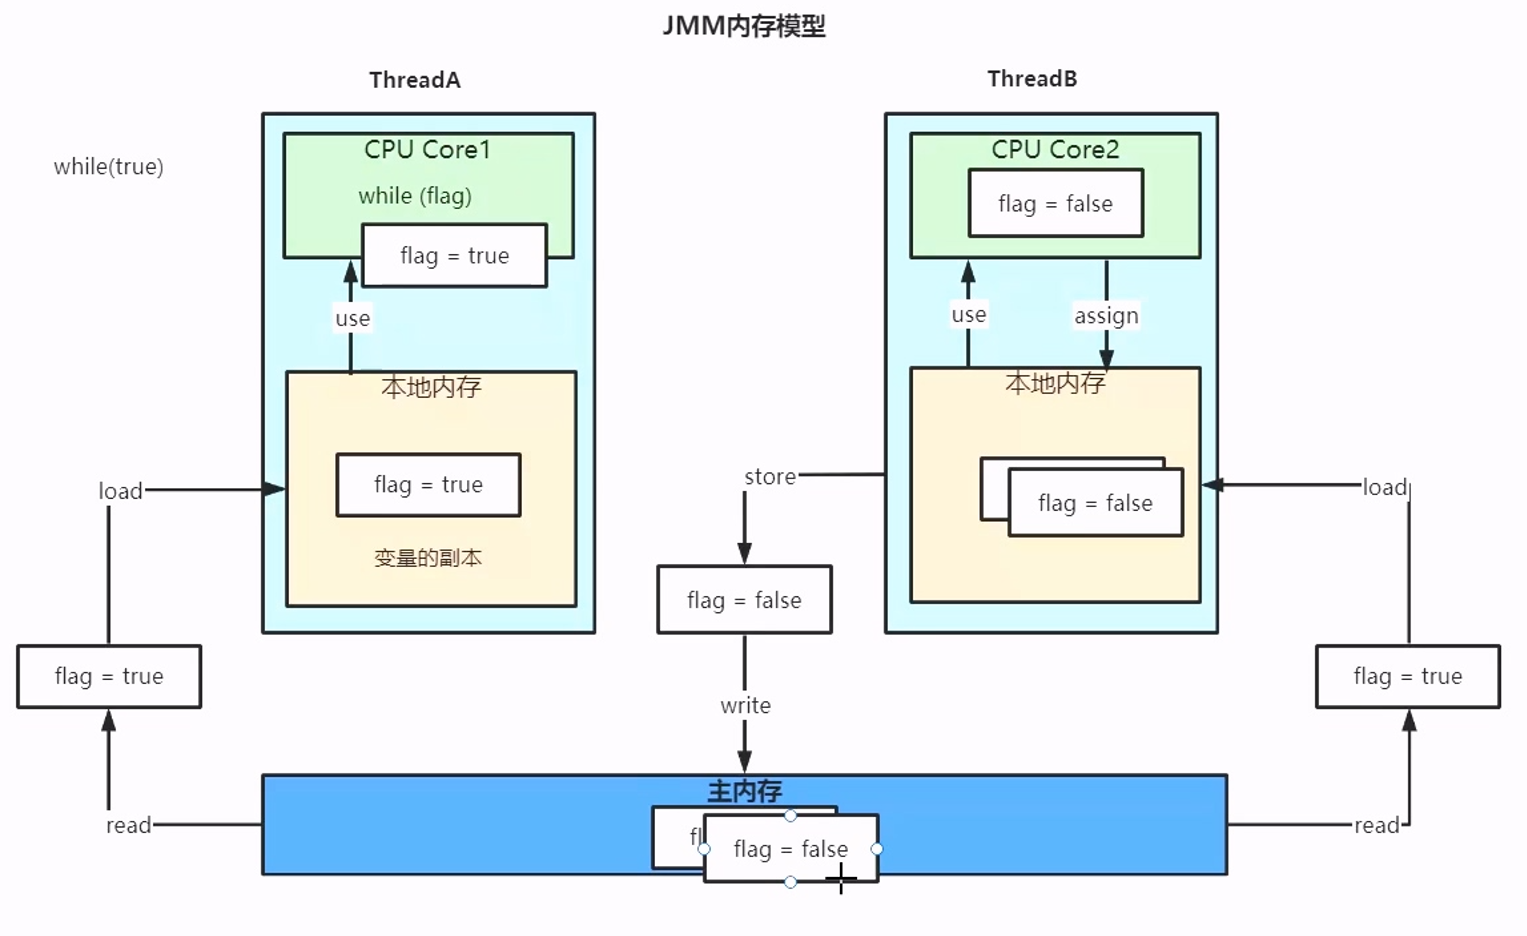 JMM内存模型
ThreadA
ThreadB
while(true)
CPU Core1
while (flag)
flag = true
use
本地内存
flag = true
变量的副本
load
flag = true
read
CPU Core2
flag = false
use
assign
本地内存
flag = false
store
flag = false
write
load
flag = true
read
主内存
fl
flag = false